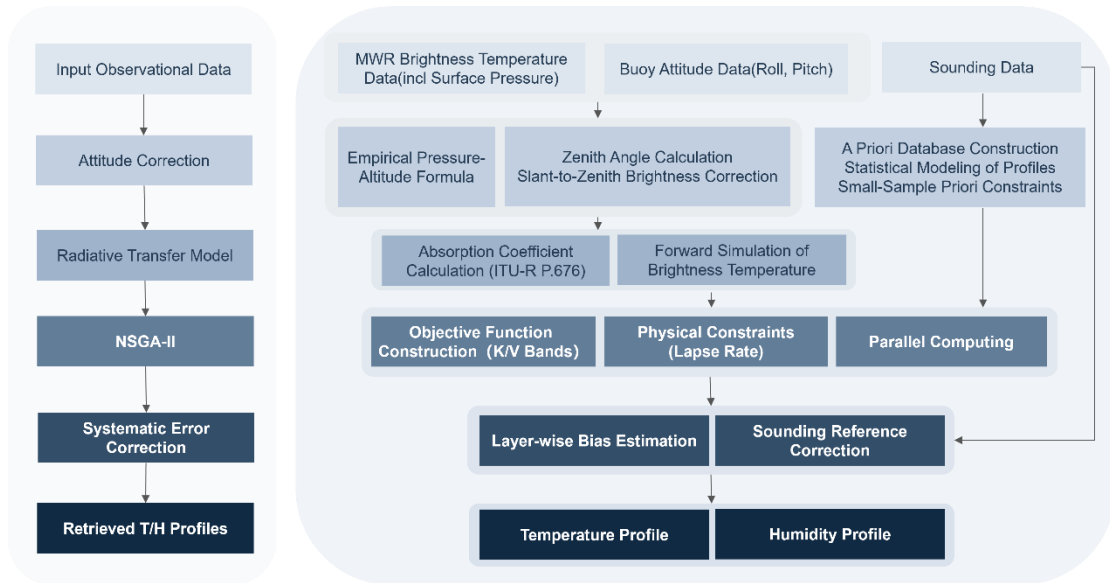 Input Observational Data
Attitude Correction
Radiative Transfer Model
NSGA-II
Systematic Error
Correction
Retrieved T/H Profiles
MWR Brightness Temperature
Data(incl Surface Pressure)
Buoy Attitude Data(Roll, Pitch)
Sounding Data
Empirical Pressure-
Altitude Formula
Zenith Angle Calculation
Slant-to-Zenith Brightness Correction
A Priori Database Construction
Statistical Modeling of Profiles
Small-Sample Priori Constraints
Absorption Coefficient
Calculation (ITU-R P.676)
Forward Simulation of
Brightness Temperature
Objective Function
Construction（K/V Bands）
Physical Constraints
(Lapse Rate)
Parallel Computing
Layer-wise Bias Estimation
Sounding Reference
Correction
Temperature Profile
Humidity Profile